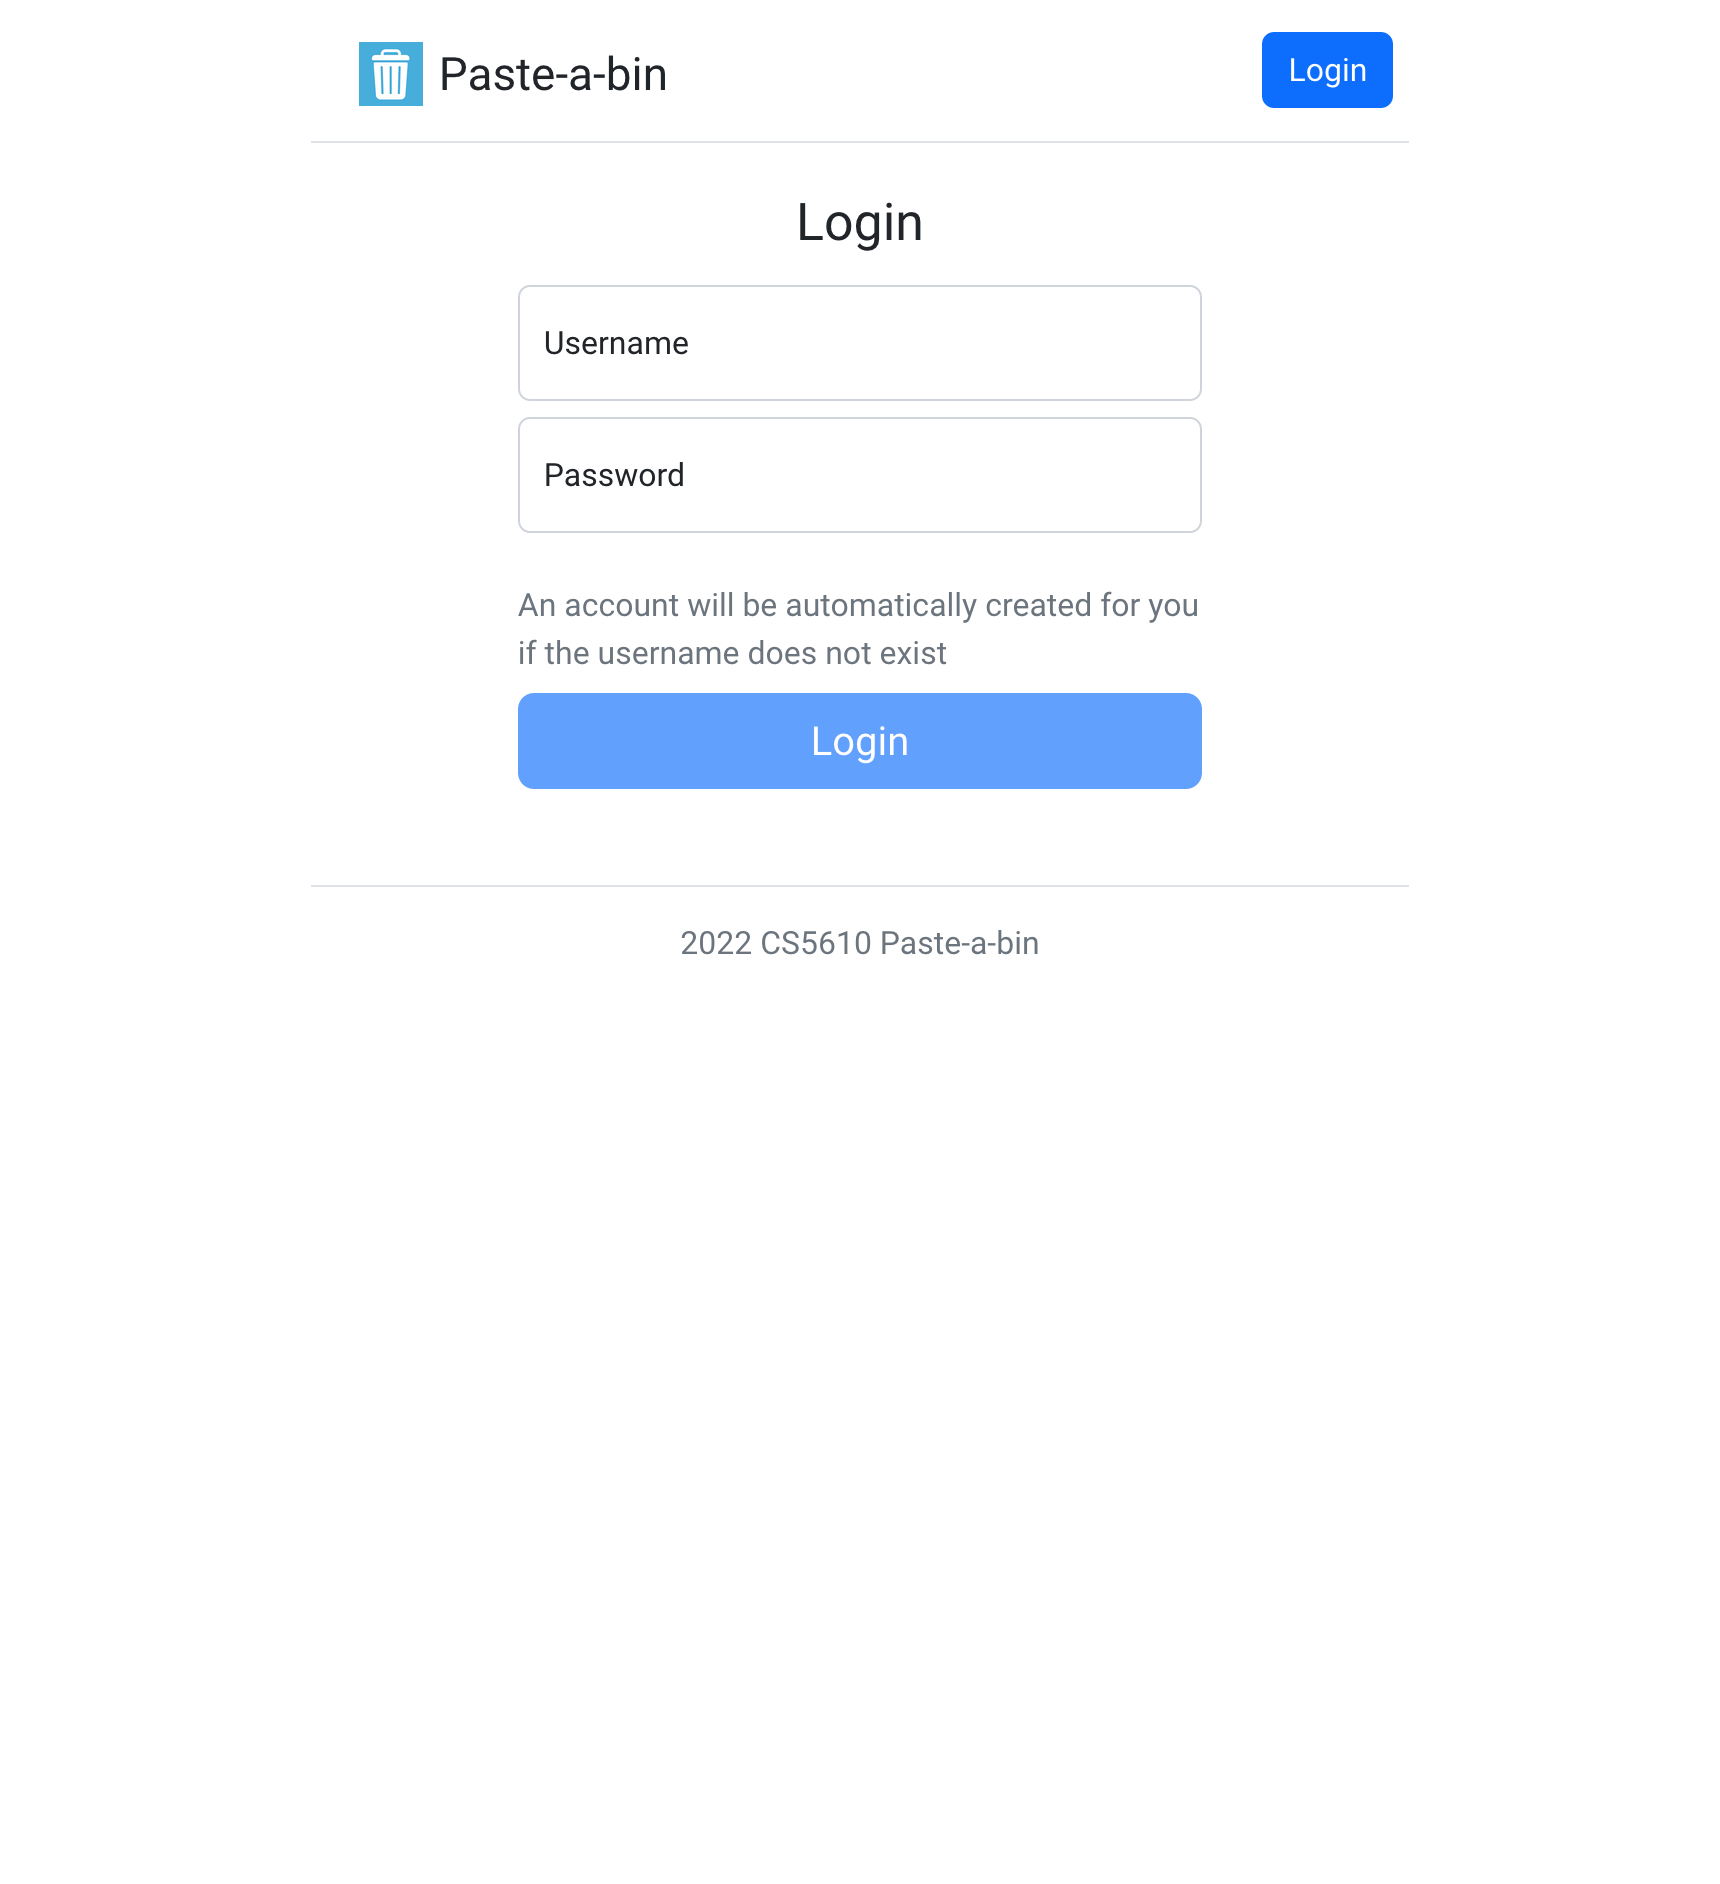 Paste-a-bin
Login
Login
Username
Password
An account will be automatically created for you
if the username does not exist
Login
2022 CS5610 Paste-a-bin